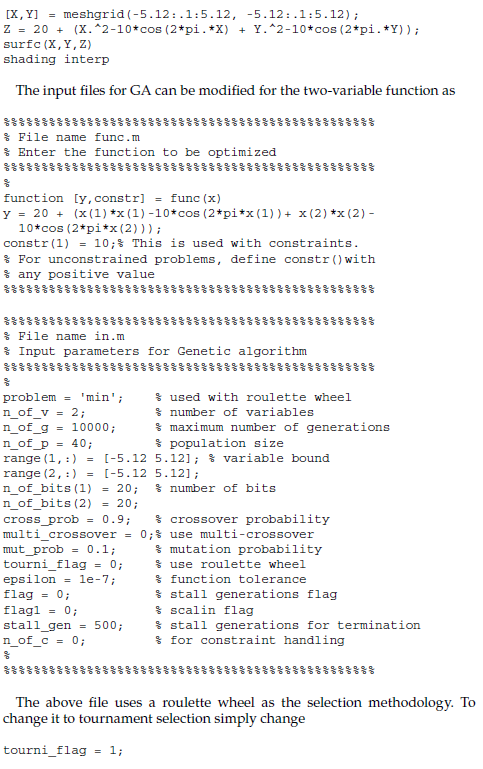 [X,Y] = meshgrid(-5.12:.1:5.12, -5.12:.1:5.12);
Z = 20 + (X.^2-10*cos(2*pi.*X) + Y.^2-10*cos(2*pi.*Y));
surfc(X,Y,Z)
shading interp
The input files for GA can be modified for the two-variable function as
%%%%%%%%%%%%%%%%%%%%%%%%%%%%%%%%%%%%%%%%%%%%%%%%%
% File name func.m
% Enter the function to be optimized
%%%%%%%%%%%%%%%%%%%%%%%%%%%%%%%%%%%%%%%%%%%%%%%%%
%
function [y,constr] = func(x)
y = 20 + (x(1)*x(1)-10*cos(2*pi*x(1))+ x(2)*x(2)-
10*cos(2*pi*x(2)));
constr(1) = 10;% This is used with constraints.
% For unconstrained problems, define constr()with
% any positive value
%%%%%%%%%%%%%%%%%%%%%%%%%%%%%%%%%%%%%%%%%%%%%%%%%
%%%%%%%%%%%%%%%%%%%%%%%%%%%%%%%%%%%%%%%%%%%%%%%%%
% File name in.m
% Input parameters for Genetic algorithm
%%%%%%%%%%%%%%%%%%%%%%%%%%%%%%%%%%%%%%%%%%%%%%%%%
%
problem = 'min'; % used with roulette wheel
n_of_v = 2; % number of variables
n_of_g = 10000; % maximum number of generations
n_of_p = 40; % population size
range(1,:) = [-5.12 5.12]; % variable bound
range(2,:) = [-5.12 5.12];
n_of_bits(1) = 20; % number of bits
n_of_bits(2) = 20;
cross_prob = 0.9; % crossover probability
multi_crossover = 0;% use multi-crossover
mut_prob = 0.1; % mutation probability
tourni_flag = 0; % use roulette wheel
epsilon = 1e-7; % function tolerance
flag = 0; % stall generations flag
flag1 = 0; % scalin flag
stall_gen = 500; % stall generations for termination
n_of_c = 0; % for constraint handling
%
%%%%%%%%%%%%%%%%%%%%%%%%%%%%%%%%%%%%%%%%%%%%%%%%%
The above file uses a roulette wheel as the selection methodology. To
change it to tournament selection simply change
tourni_flag = 1;